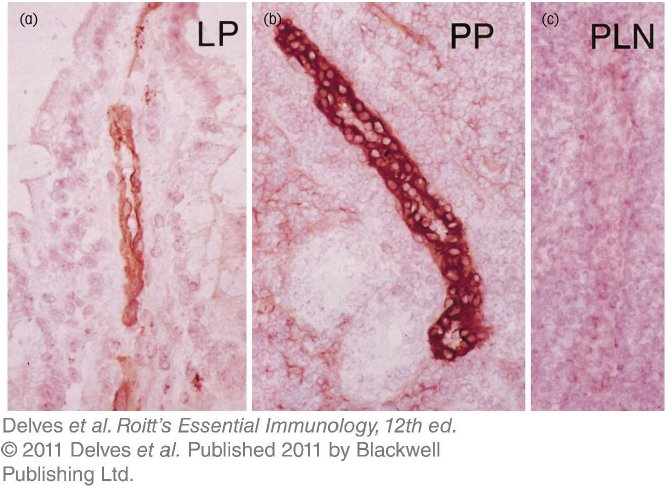 (a) LP
(b) PP
(c) PLN
Delves et al. Roitt's Essential Immunology, 12th ed.
© 2011 Delves et al. Published 2011 by Blackwell
Publishing Ltd.